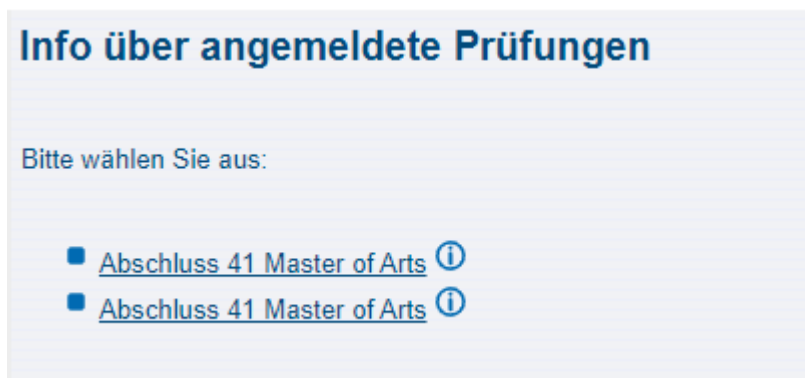 Info über angemeldete Prüfungen
Bitte wählen Sie aus:
Abschluss 41 Master of Arts
Abschluss 41 Master of Arts